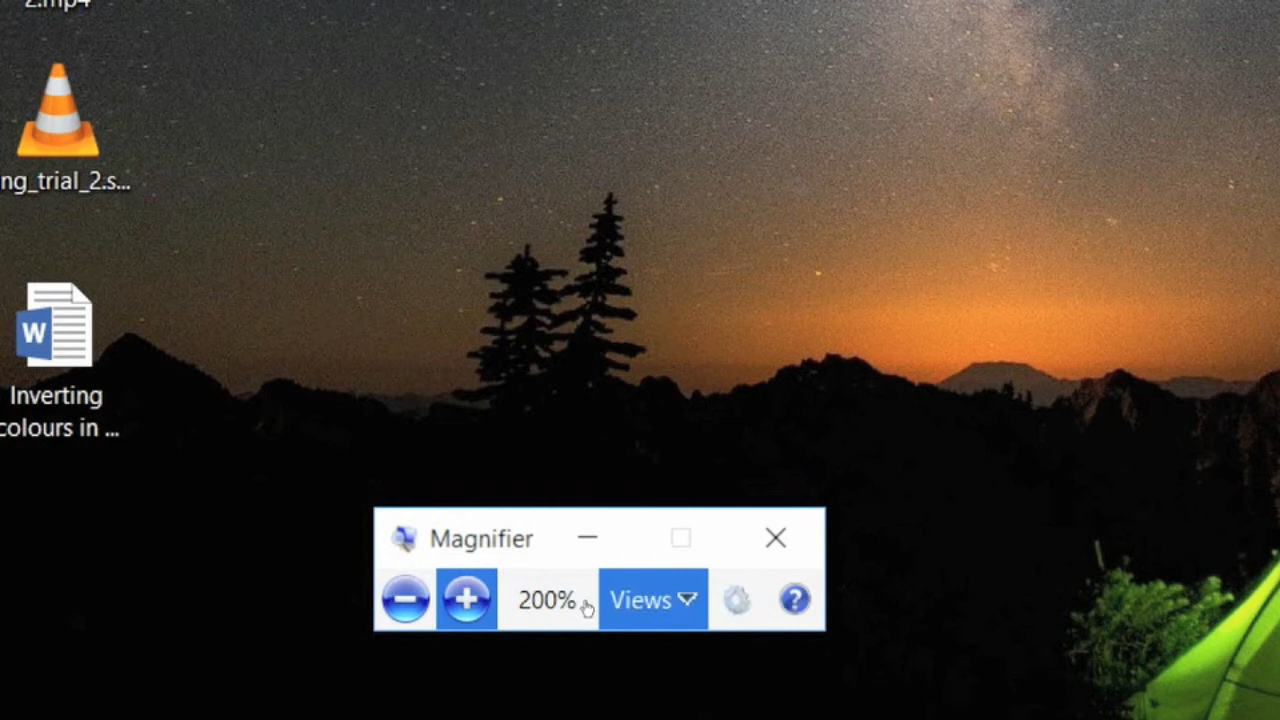 2.mp4
ng_trial_2.s...
W
Inverting
colours in ...
Magnifier
200%
Views
?